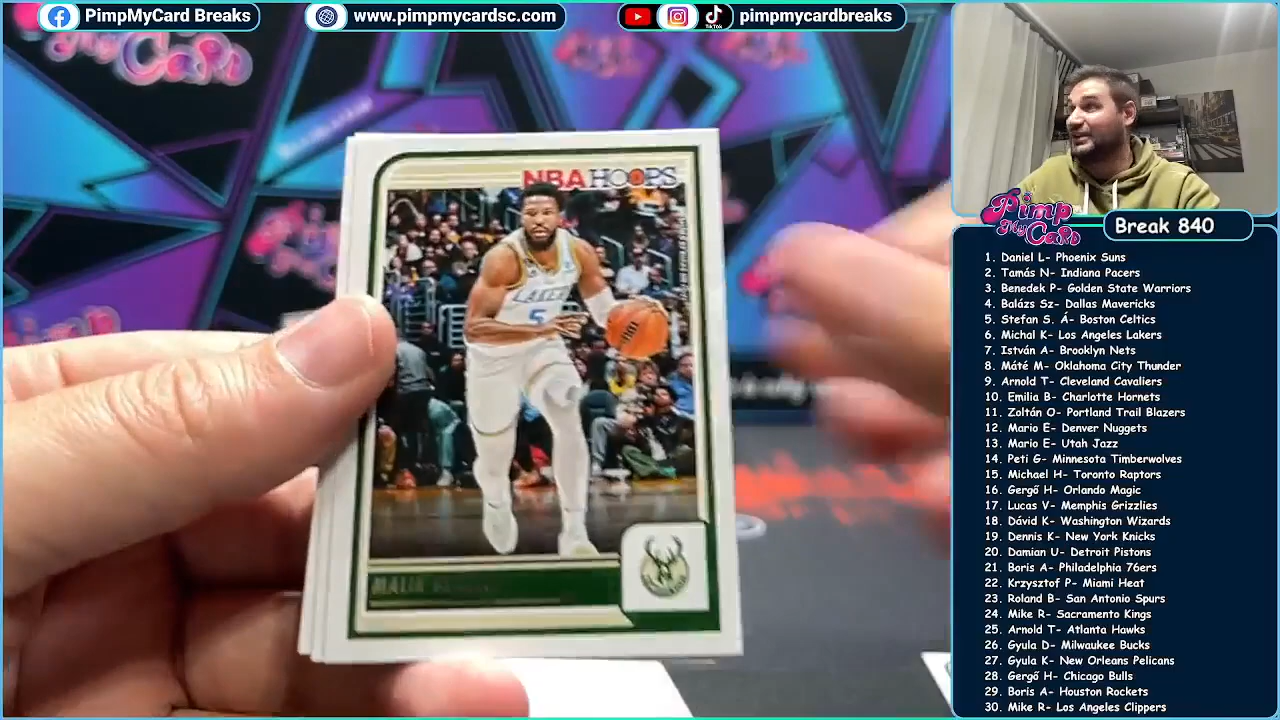 PimpMyCard Breaks
www.pimpmycardsc.com
TikTok
pimpmycardbreaks
Pimp
My Card
Break 840
NBA HOOPS
LAKERS
5
MALIK
1. Daniel L- Phoenix Suns
2. Tamás N- Indiana Pacers
3. Benedek P- Golden State Warriors
4. Balázs Sz- Dallas Mavericks
5. Stefan S. Á- Boston Celtics
6. Michal K- Los Angeles Lakers
7. István A- Brooklyn Nets
8. Máté M- Oklahoma City Thunder
9. Arnold T- Cleveland Cavaliers
10. Emilia B- Charlotte Hornets
11. Zoltán O- Portland Trail Blazers
12. Mario E- Denver Nuggets
13. Mario E- Utah Jazz
14. Peti G- Minnesota Timberwolves
15. Michael H- Toronto Raptors
16. Gergő H- Orlando Magic
17. Lucas V- Memphis Grizzlies
18. Dávid K- Washington Wizards
19. Dennis K- New York Knicks
20. Damian U- Detroit Pistons
21. Boris A- Philadelphia 76ers
22. Krzysztof P- Miami Heat
23. Roland B- San Antonio Spurs
24. Mike R- Sacramento Kings
25. Arnold T- Atlanta Hawks
26. Gyula D- Milwaukee Bucks
27. Gyula K- New Orleans Pelicans
28. Gergő H- Chicago Bulls
29. Boris A- Houston Rockets
30. Mike R- Los Angeles Clippers